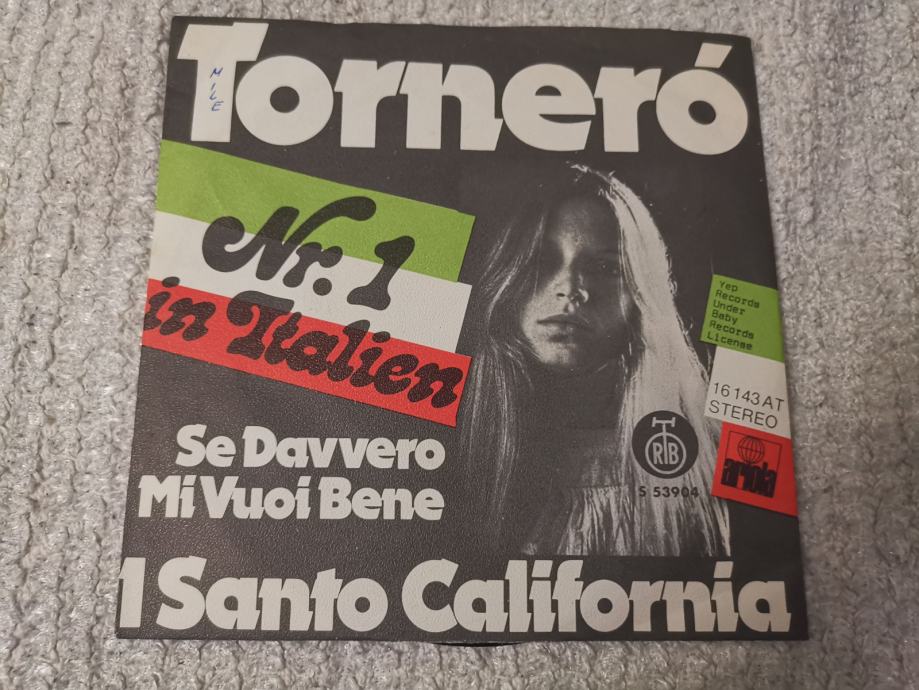 Torneró
MILE
Nr. 1
in Italien
Yep
Records
Under
Baby
Records
License
16 143 AT
STEREO
ariola
RTB
S 53904
Se Davvero
Mi Vuoi Bene
1 Santo California